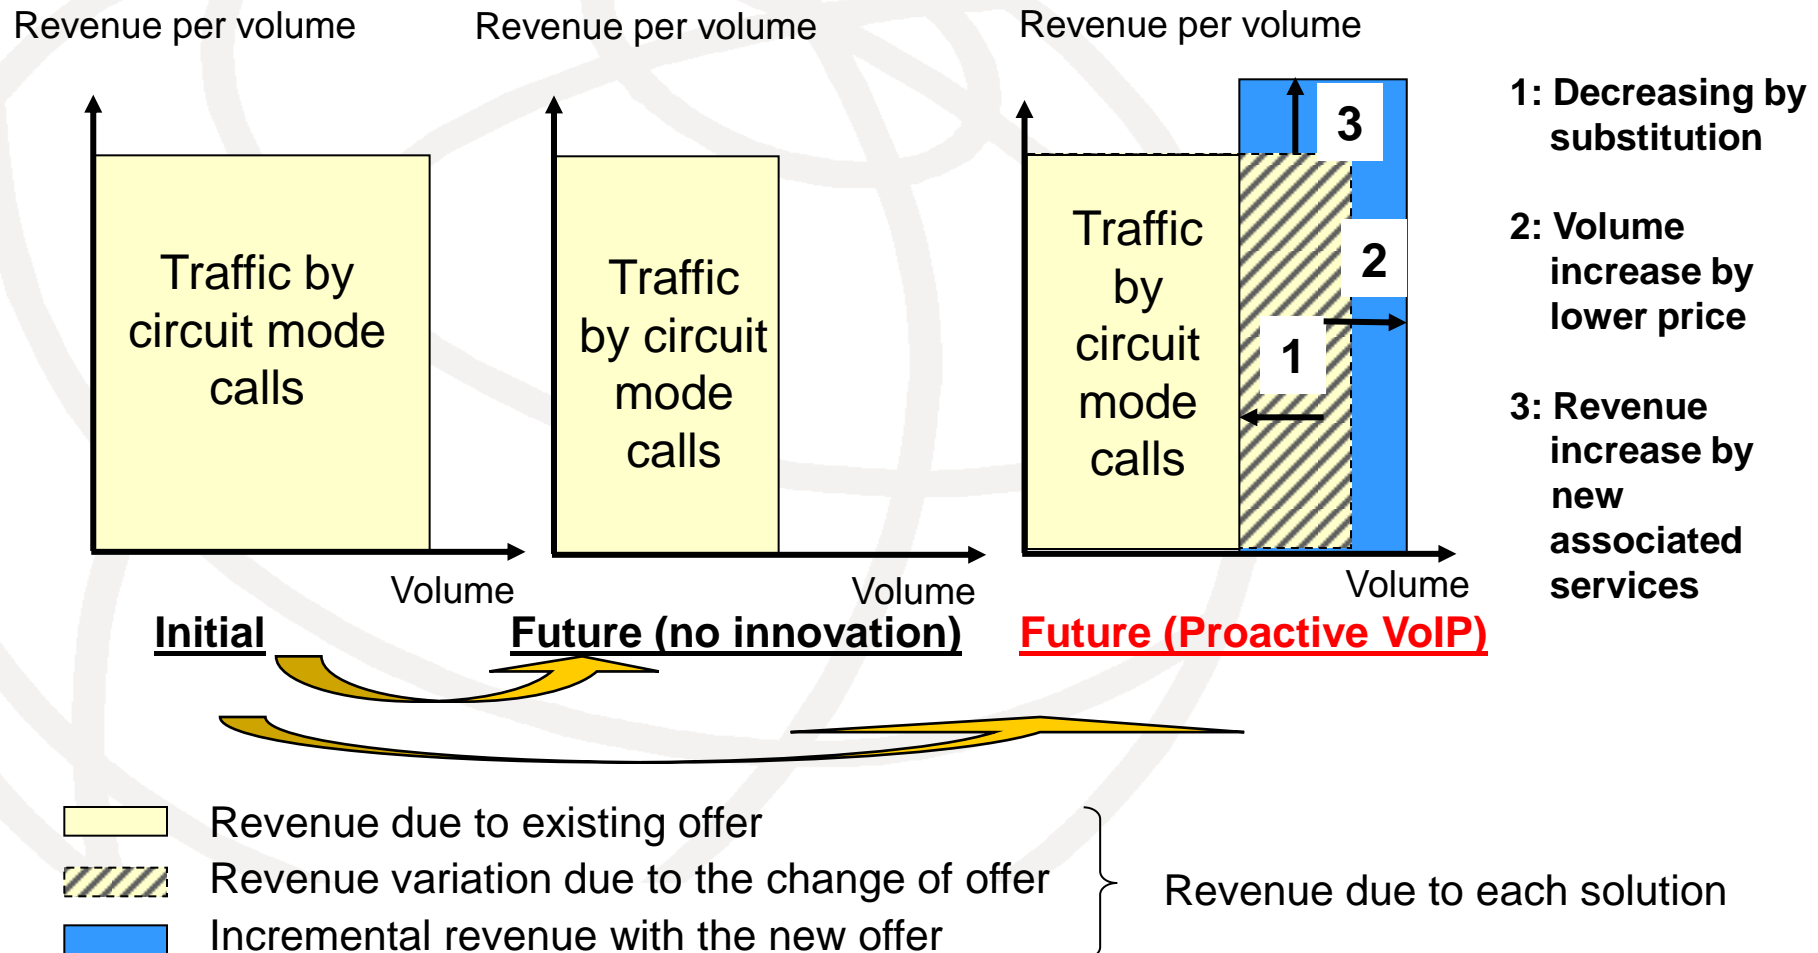 Revenue per volume
Revenue per volume
Revenue per volume
Traffic by
circuit mode
calls
Volume
Initial
Traffic
by circuit
mode
calls
Volume
Future (no innovation)
Traffic
by
circuit
mode
calls
3
2
1
Volume
Future (Proactive VoIP)
1: Decreasing by
substitution
2: Volume
increase by
lower price
3: Revenue
increase by
new
associated
services
Revenue due to existing offer
Revenue variation due to the change of offer
Incremental revenue with the new offer
Revenue due to each solution